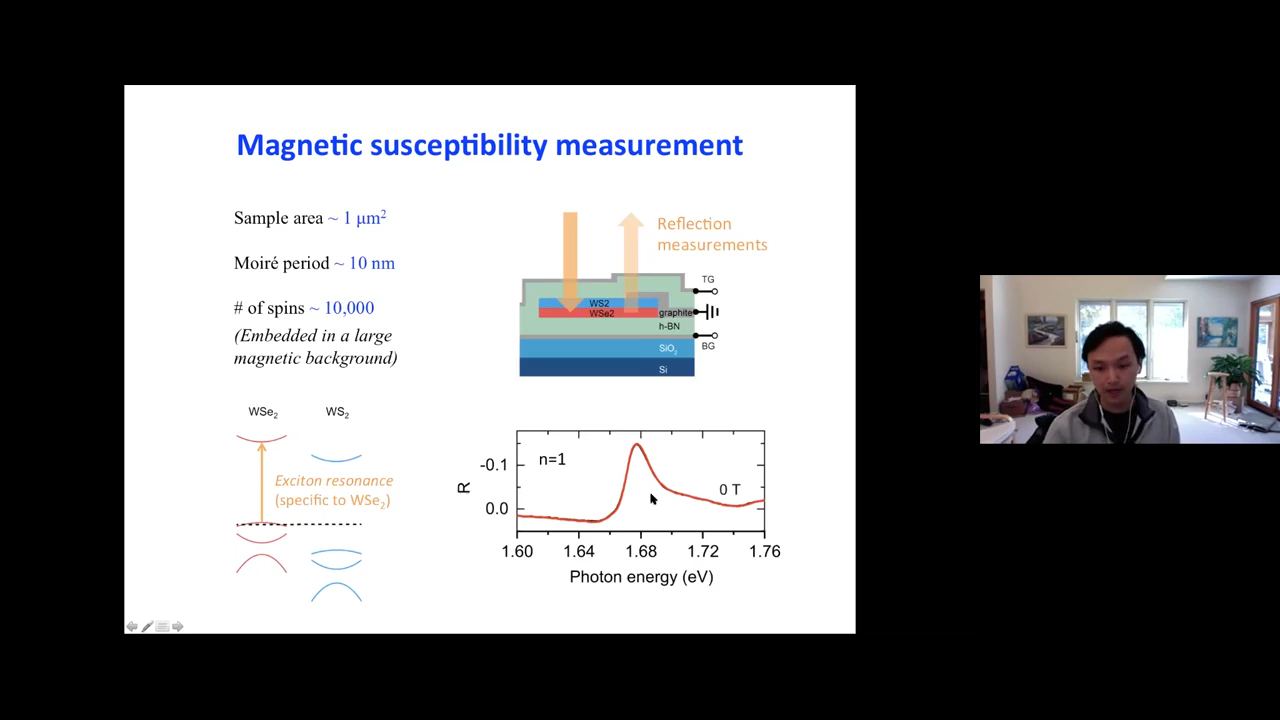 Magnetic susceptibility measurement
Sample area ~ 1 μm²
Moiré period ~ 10 nm
# of spins ~ 10,000
(Embedded in a large
magnetic background)
Reflection
measurements
TG
WS2
WSe2
graphite
h-BN
BG
SiO₂
Si
WSe₂
WS₂
Exciton resonance
(specific to WSe₂)
n=1
0 T
R
-0.1
0.0
1.60 1.64 1.68 1.72 1.76
Photon energy (eV)